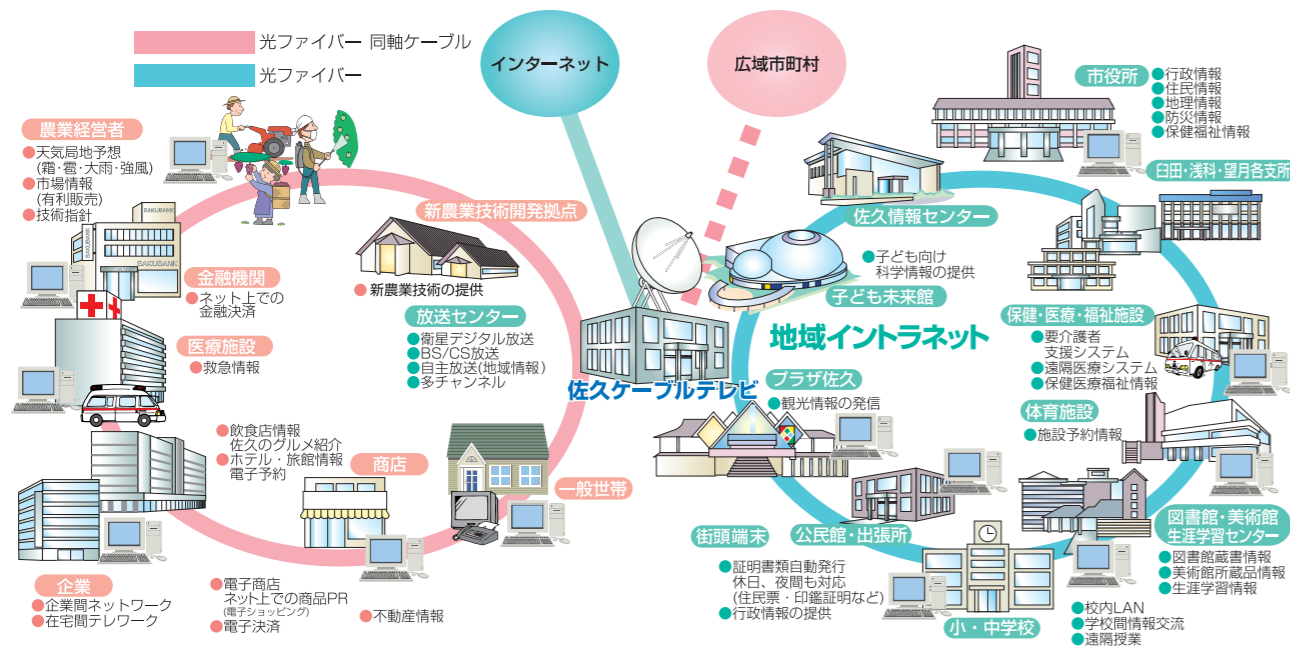 光ファイバー 同軸ケーブル
光ファイバー
インターネット
広域市町村
農業経営者
●天気局地予想
(霜・雹・大雨・強風)
●市場情報
(有利販売)
●技術指針
SAKUBANK
SAKUBANK
SAKUBANK
SAKUBANK
金融機関
●ネット上での
金融決済
医療施設
●救急情報
新農業技術開発拠点
●新農業技術の提供
放送センター
●衛星デジタル放送
●BS/CS放送
●自主放送(地域情報)
●多チャンネル
佐久ケーブルテレビ
●飲食店情報
佐久のグルメ紹介
●ホテル・旅館情報
電子予約
商店
一般世帯
企業
●企業間ネットワーク
●在宅間テレワーク
●電子商店
ネット上での商品PR
(電子ショッピング)
●電子決済
●不動産情報
市役所
●行政情報
●住民情報
●地理情報
●防災情報
●保健福祉情報
臼田・浅科・望月各支所
佐久情報センター
●子ども向け
科学情報の提供
子ども未来館
地域イントラネット
保健・医療・福祉施設
●要介護者
支援システム
●遠隔医療システム
●保健医療福祉情報
プラザ佐久
●観光情報の発信
体育施設
●施設予約情報
公民館・出張所
街頭端末
●証明書類自動発行
休日、夜間も対応
(住民票・印鑑証明など)
●行政情報の提供
図書館・美術館
生涯学習センター
●図書館蔵書情報
●美術館所蔵品情報
●生涯学習情報
小・中学校
●校内LAN
●学校間情報交流
●遠隔授業